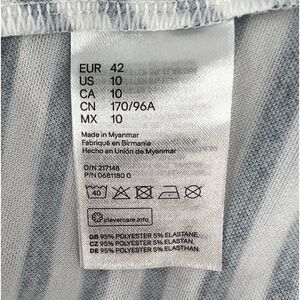 EUR 42
US 10
CA 10
CN 170/96A
MX 10
Made in Myanmar
Fabriqué en Birmanie
Hecho en Unión de Myanmar
O/N 217148
P/N 0681180 0
40
clevercare.info
GB 95% POLYESTER 5% ELASTANE,
CZ 95% POLYESTER 5% ELASTAN,
DE 95% POLYESTER 5% ELASTHAN,